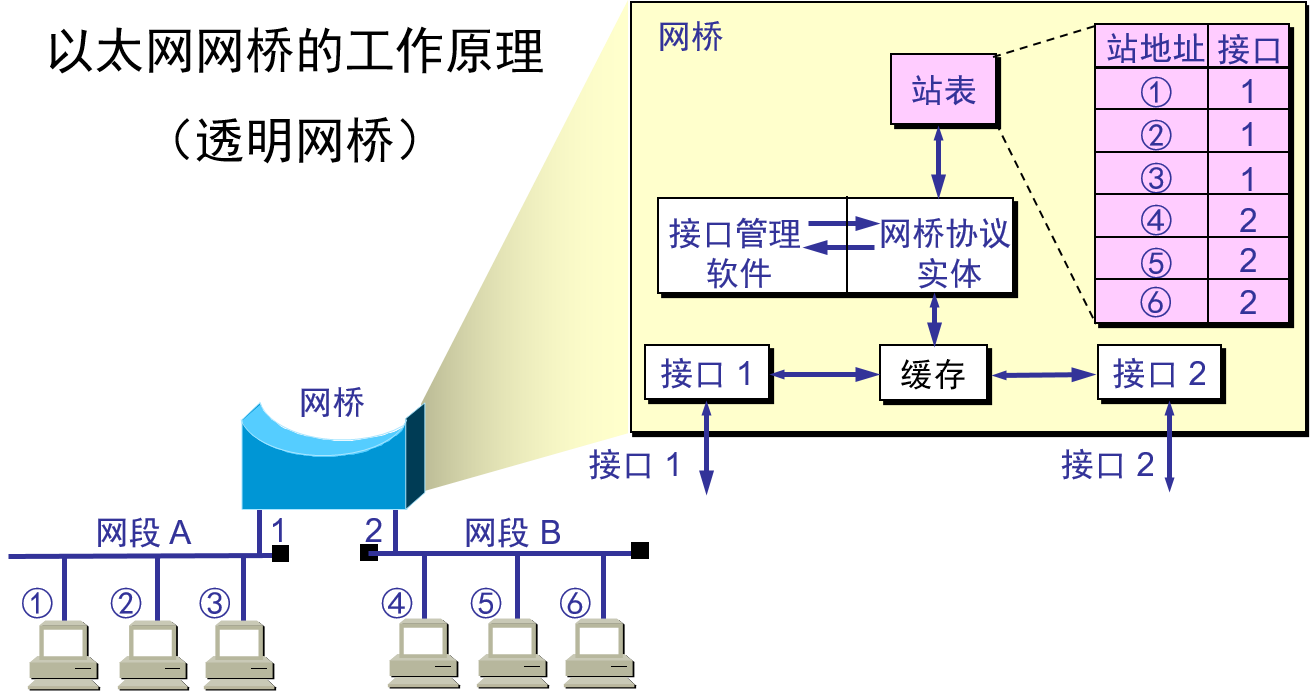 以太网网桥的工作原理
（透明网桥）
网桥
站表
站地址 接口
① 1
② 1
③ 1
④ 2
⑤ 2
⑥ 2
接口管理
软件
网桥协议
实体
接口 1
缓存
接口 2
网桥
接口 1
接口 2
网段 A
1
2
网段 B
①
②
③
④
⑤
⑥